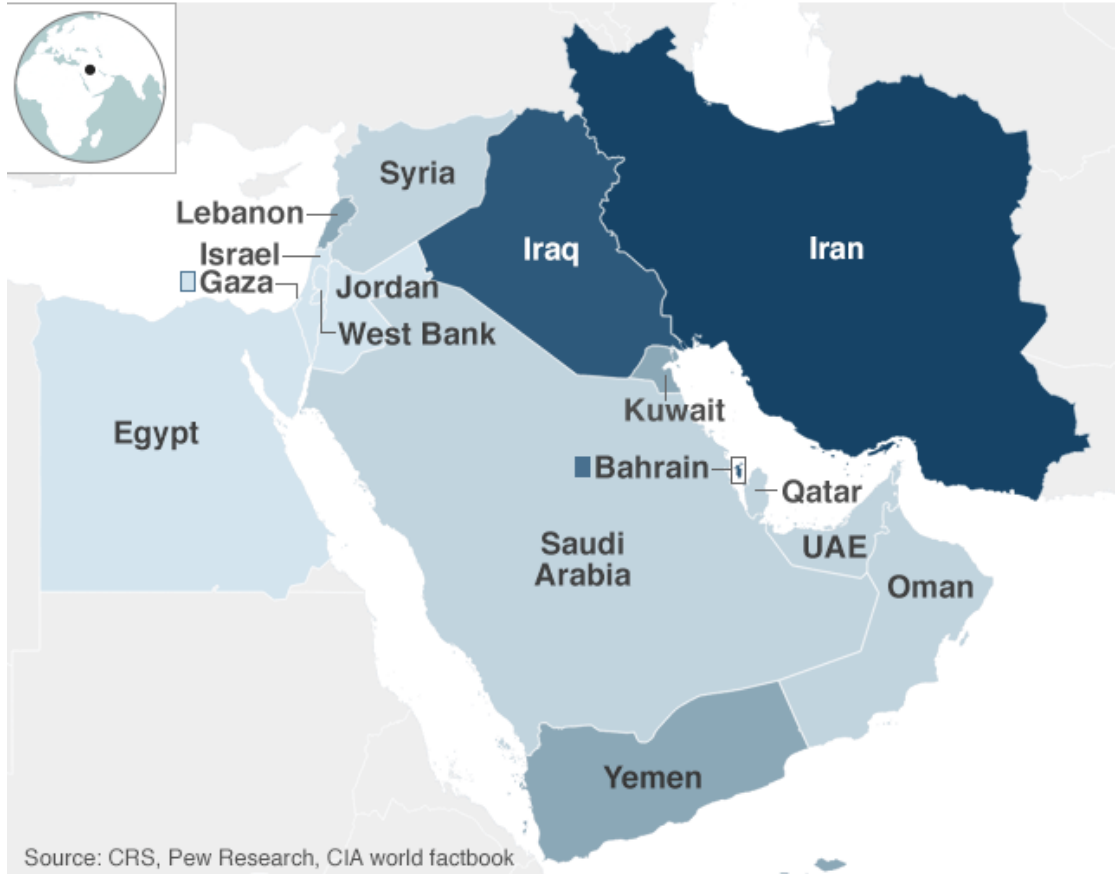 Syria
Lebanon
Israel
Gaza
Jordan
West Bank
Iraq
Iran
Egypt
Kuwait
Bahrain
Qatar
Saudi
Arabia
UAE
Oman
Yemen
Source: CRS, Pew Research, CIA world factbook